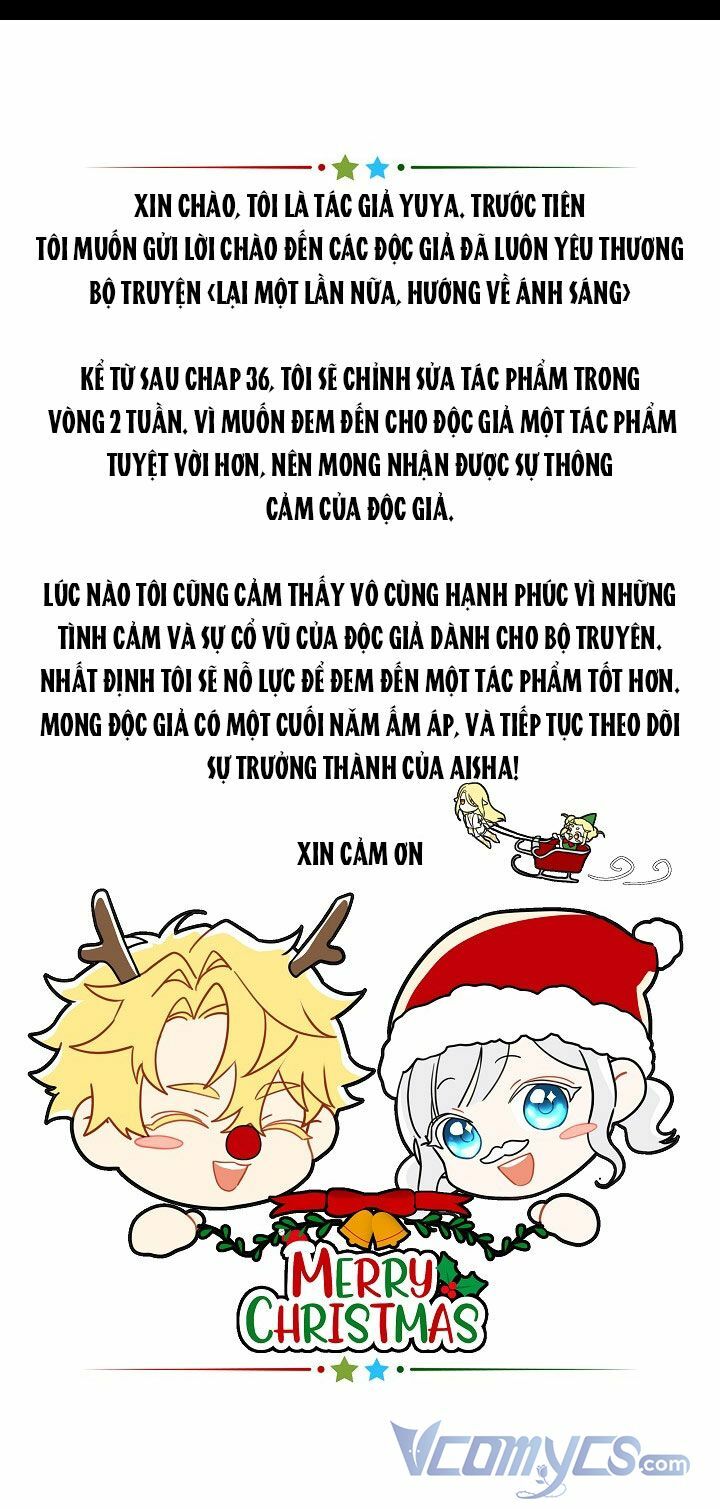 XIN CHÀO, TÔI LÀ TÁC GIẢ YUYA. TRƯỚC TIÊN
TÔI MUỐN GỬI LỜI CHÀO ĐẾN CÁC ĐỘC GIẢ ĐÃ LUÔN YÊU THƯƠNG
BỘ TRUYỆN <LẠI MỘT LẦN NỮA, HƯỚNG VỀ ÁNH SÁNG>
KỂ TỪ SAU CHAP 36, TÔI SẼ CHỈNH SỬA TÁC PHẨM TRONG
VÒNG 2 TUẦN. VÌ MUỐN ĐEM ĐẾN CHO ĐỘC GIẢ MỘT TÁC PHẨM
TUYỆT VỜI HƠN, NÊN MONG NHẬN ĐƯỢC SỰ THÔNG
CẢM CỦA ĐỘC GIẢ.
LÚC NÀO TÔI CŨNG CẢM THẤY VÔ CÙNG HẠNH PHÚC VÌ NHỮNG
TÌNH CẢM VÀ SỰ CỔ VŨ CỦA ĐỘC GIẢ DÀNH CHO BỘ TRUYÊN.
NHẤT ĐỊNH TÔI SẼ NỖ LỰC ĐỂ ĐEM ĐẾN MỘT TÁC PHẨM TỐT HƠN.
MONG ĐỘC GIẢ CÓ MỘT CUỐI NĂM ẤM ÁP, VÀ TIẾP TỤC THEO DÕI
SỰ TRƯỞNG THÀNH CỦA AISHA!
XIN CẢM ƠN
MERRY
CHRISTMAS
VCOMYCS.com